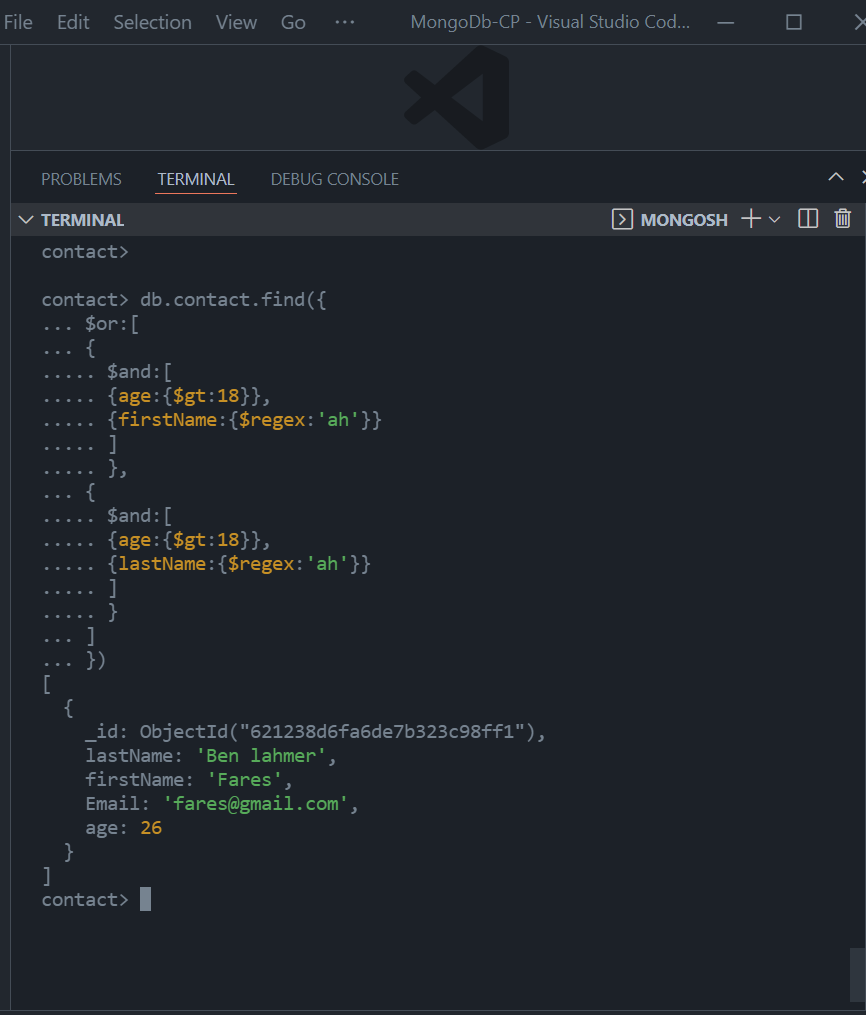 File Edit Selection View Go ··· MongoDb-CP - Visual Studio Cod...
PROBLEMS TERMINAL DEBUG CONSOLE
TERMINAL MONGOSH
contact>
contact> db.contact.find({
... $or:[
... {
..... $and:[
..... {age:{$gt:18}},
..... {firstName:{$regex:'ah'}}
..... ]
..... },
... {
..... $and:[
..... {age:{$gt:18}},
..... {lastName:{$regex:'ah'}}
..... ]
..... }
... ]
... })
[
  {
    _id: ObjectId("621238d6fa6de7b323c98ff1"),
    lastName: 'Ben lahmer',
    firstName: 'Fares',
    Email: 'fares@gmail.com',
    age: 26
  }
]
contact>